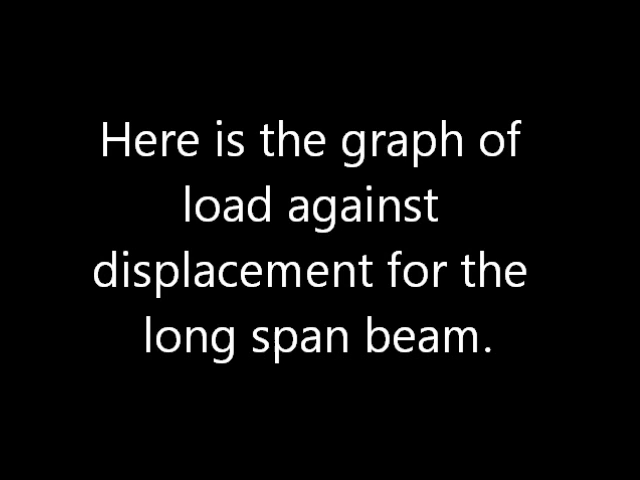 Here is the graph of
load against
displacement for the
long span beam.